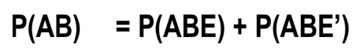 P(AB) = P(ABE) + P(ABE’)